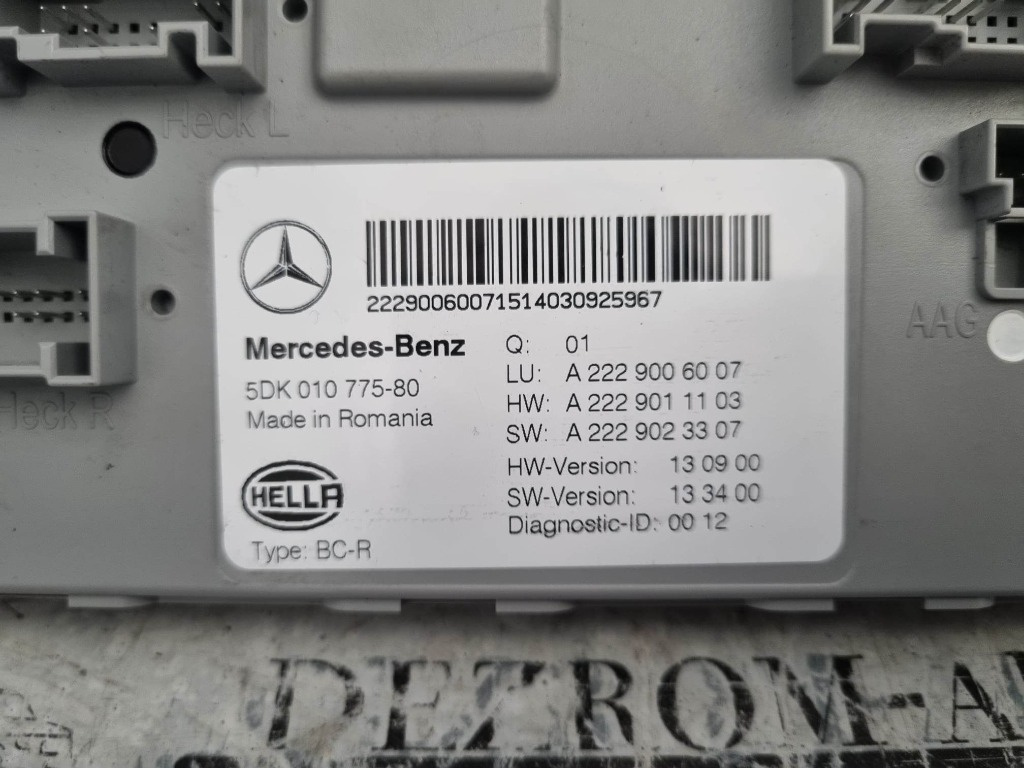 Heck L
22290060071514030925967
Mercedes-Benz
5DK 010 775-80
Made in Romania
HELLA
Type: BC-R
Q: 01
LU: A 222 900 60 07
HW: A 222 901 11 03
SW: A 222 902 33 07
HW-Version: 13 09 00
SW-Version: 13 34 00
Diagnostic-ID: 00 12
AAG
Heck R
DEZROM-A